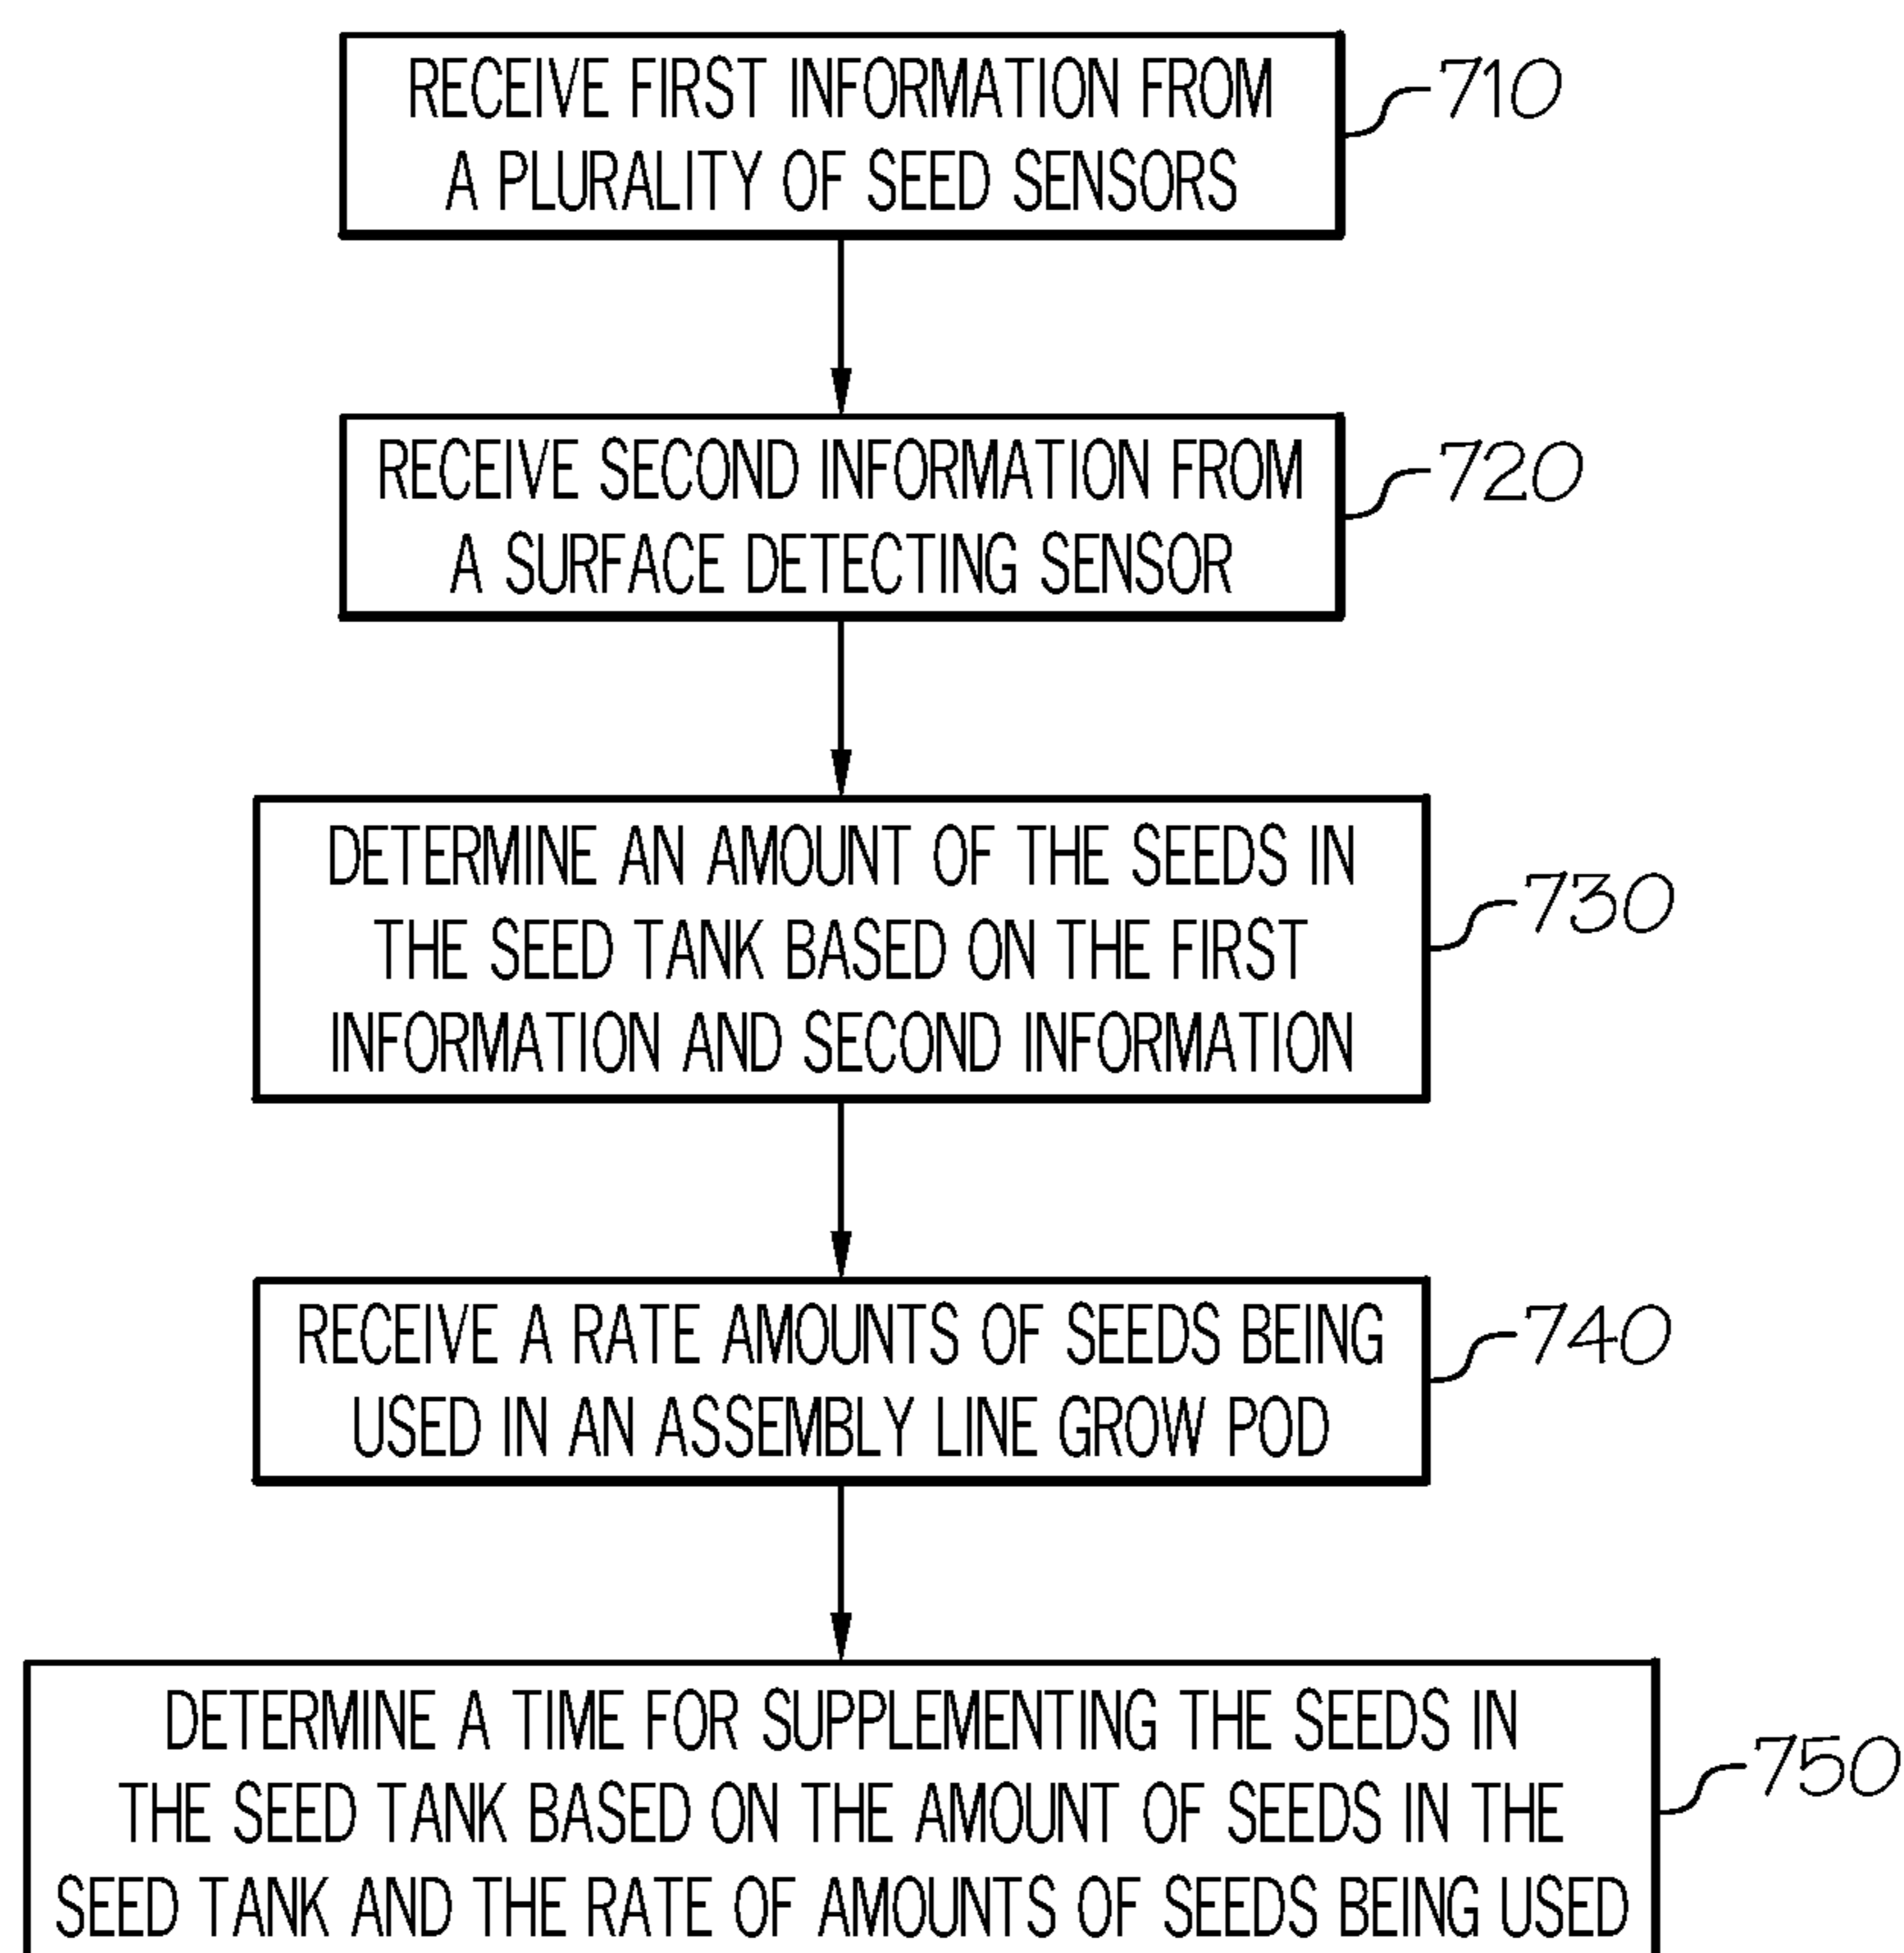 RECEIVE FIRST INFORMATION FROM
A PLURALITY OF SEED SENSORS
710
RECEIVE SECOND INFORMATION FROM
A SURFACE DETECTING SENSOR
720
DETERMINE AN AMOUNT OF THE SEEDS IN
THE SEED TANK BASED ON THE FIRST
INFORMATION AND SECOND INFORMATION
730
RECEIVE A RATE AMOUNTS OF SEEDS BEING
USED IN AN ASSEMBLY LINE GROW POD
740
DETERMINE A TIME FOR SUPPLEMENTING THE SEEDS IN
THE SEED TANK BASED ON THE AMOUNT OF SEEDS IN THE
SEED TANK AND THE RATE OF AMOUNTS OF SEEDS BEING USED
750